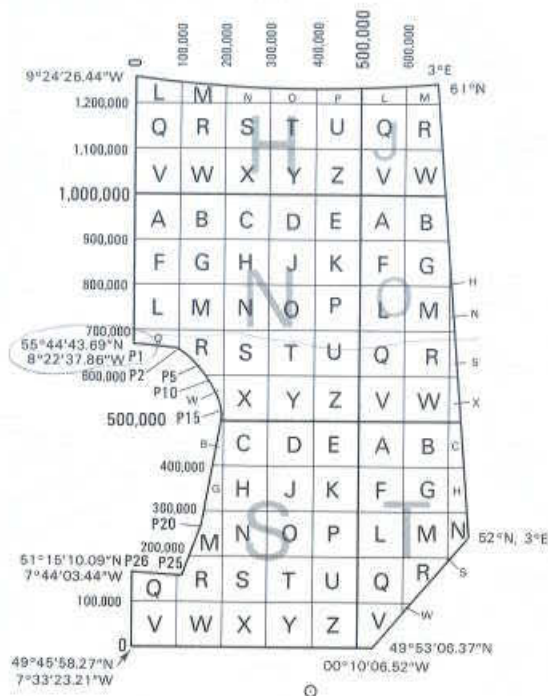 0 100,000 200,000 300,000 400,000 500,000 600,000
9°24'26.44"W 3°E
L M N O P L M 61°N
1,200,000
Q R S T U Q R
H J
1,100,000
V W X Y Z V W
1,000,000
A B C D E A B
900,000
F G H J K F G
800,000 H
N O
L M N O P L M N
700,000
55°44'43.69"N Q R S T U Q R S
8°22'37.86"W P1
600,000 P2 P5
P10
W X Y Z V W X
500,000 P15
B C D E A B C
400,000
G H J K F G H
300,000
S T
P20
M N O P L M N 52°N, 3°E
200,000
51°15'10.09"N P26 P25
7°44'03.44"W
Q R S T U Q R S
100,000
V W X Y Z V W
0
49°53'06.37"N
49°45'58.27"N 00°10'06.52"W
7°33'23.21"W